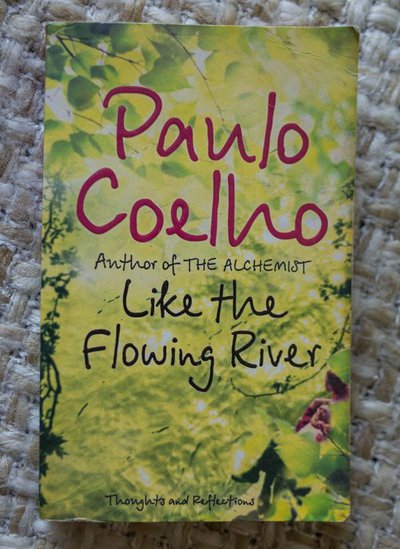 Paulo
Coelho
Author of THE ALCHEMIST
Like the
Flowing River
Thoughts and Reflections